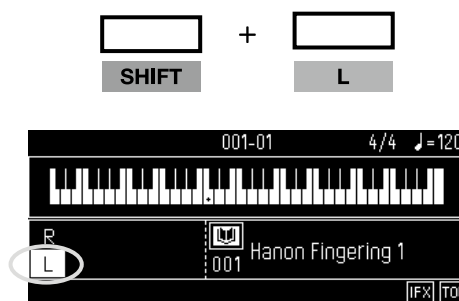 +
SHIFT L
001-01 4/4 ♩=120
R
L
001 Hanon Fingering 1
IFX